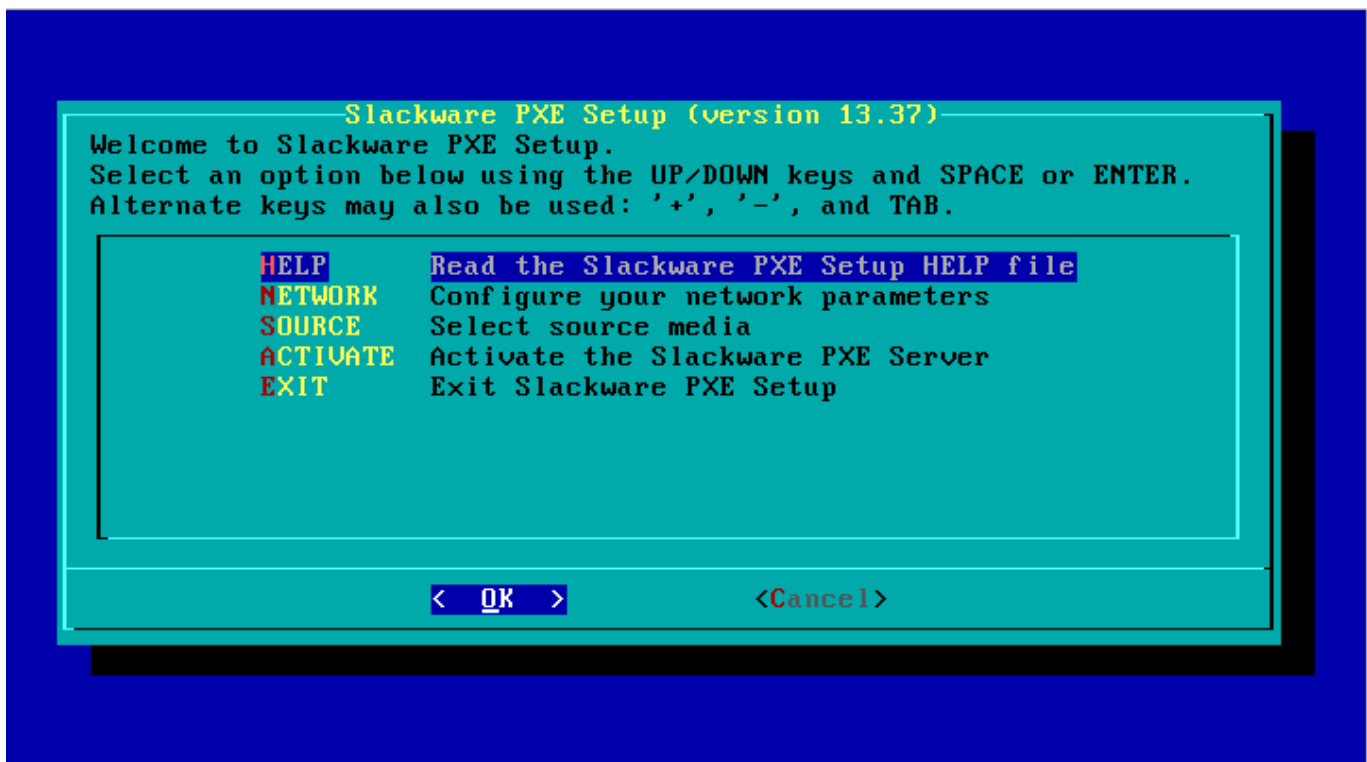 Slackware PXE Setup (version 13.37)
Welcome to Slackware PXE Setup.
Select an option below using the UP/DOWN keys and SPACE or ENTER.
Alternate keys may also be used: '+', '-', and TAB.
HELP Read the Slackware PXE Setup HELP file
NETWORK Configure your network parameters
SOURCE Select source media
ACTIVATE Activate the Slackware PXE Server
EXIT Exit Slackware PXE Setup
< OK > <Cancel>